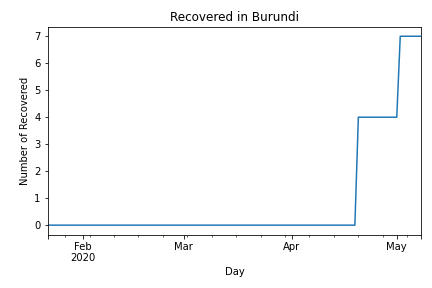 Recovered in Burundi
Number of Recovered
7
6
5
4
3
2
1
0
Feb
2020
Mar
Apr
May
Day